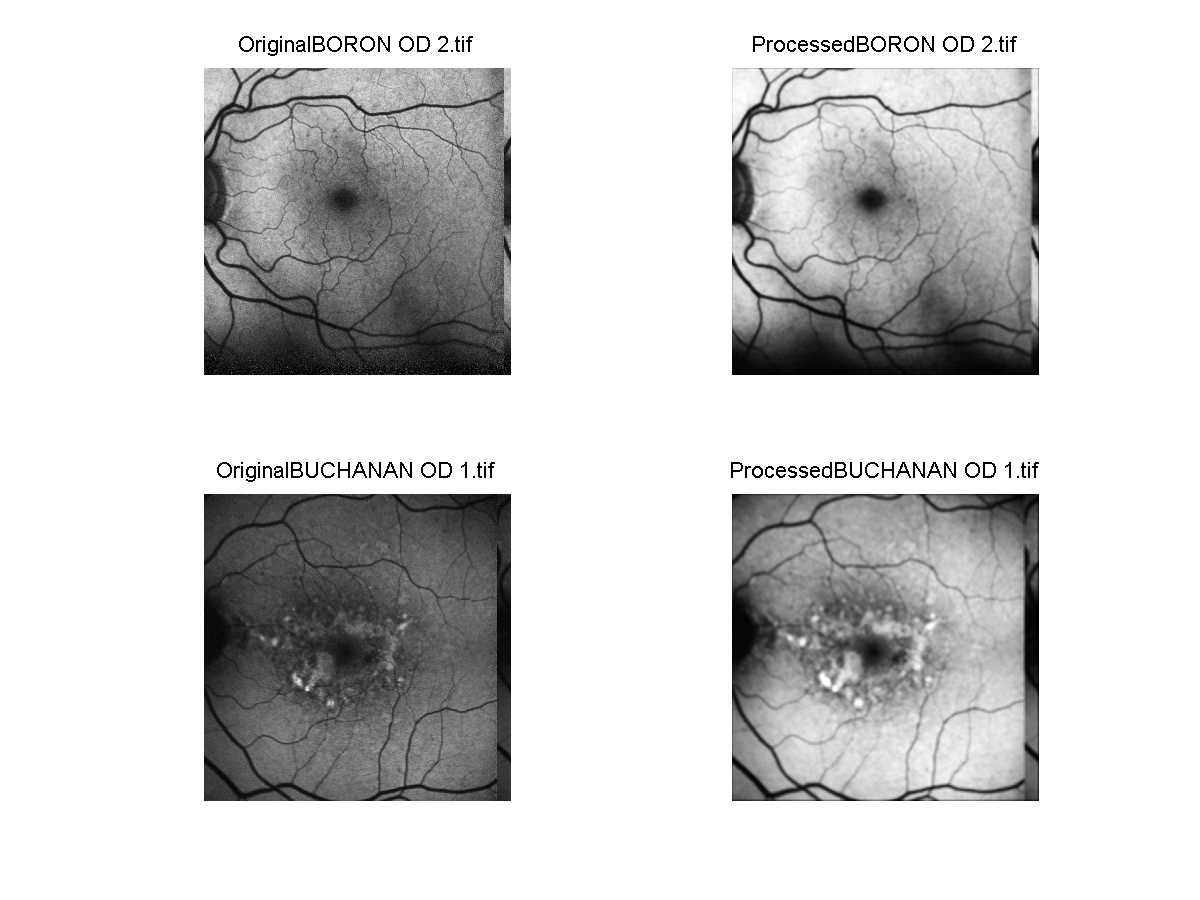 OriginalBORON OD 2.tif
ProcessedBORON OD 2.tif
OriginalBUCHANAN OD 1.tif
ProcessedBUCHANAN OD 1.tif